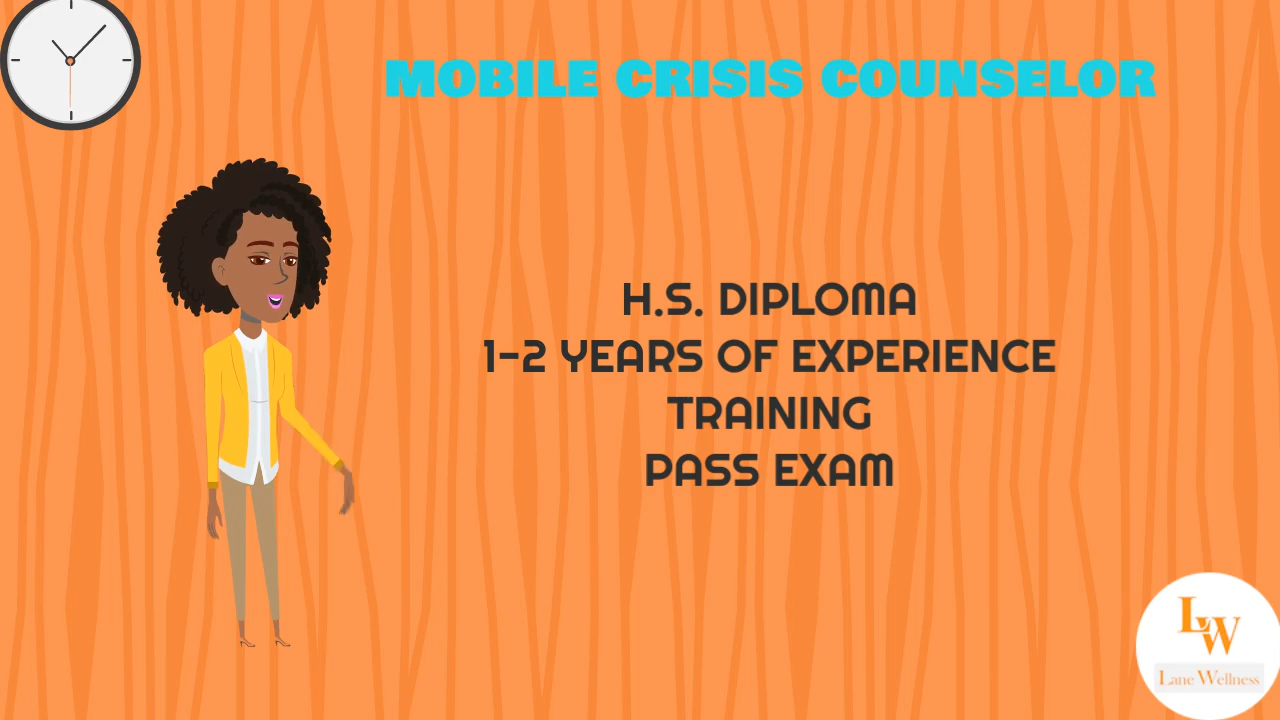 MOBILE CRISIS COUNSELOR
H.S. DIPLOMA
1-2 YEARS OF EXPERIENCE
TRAINING
PASS EXAM
LW
Lane Wellness